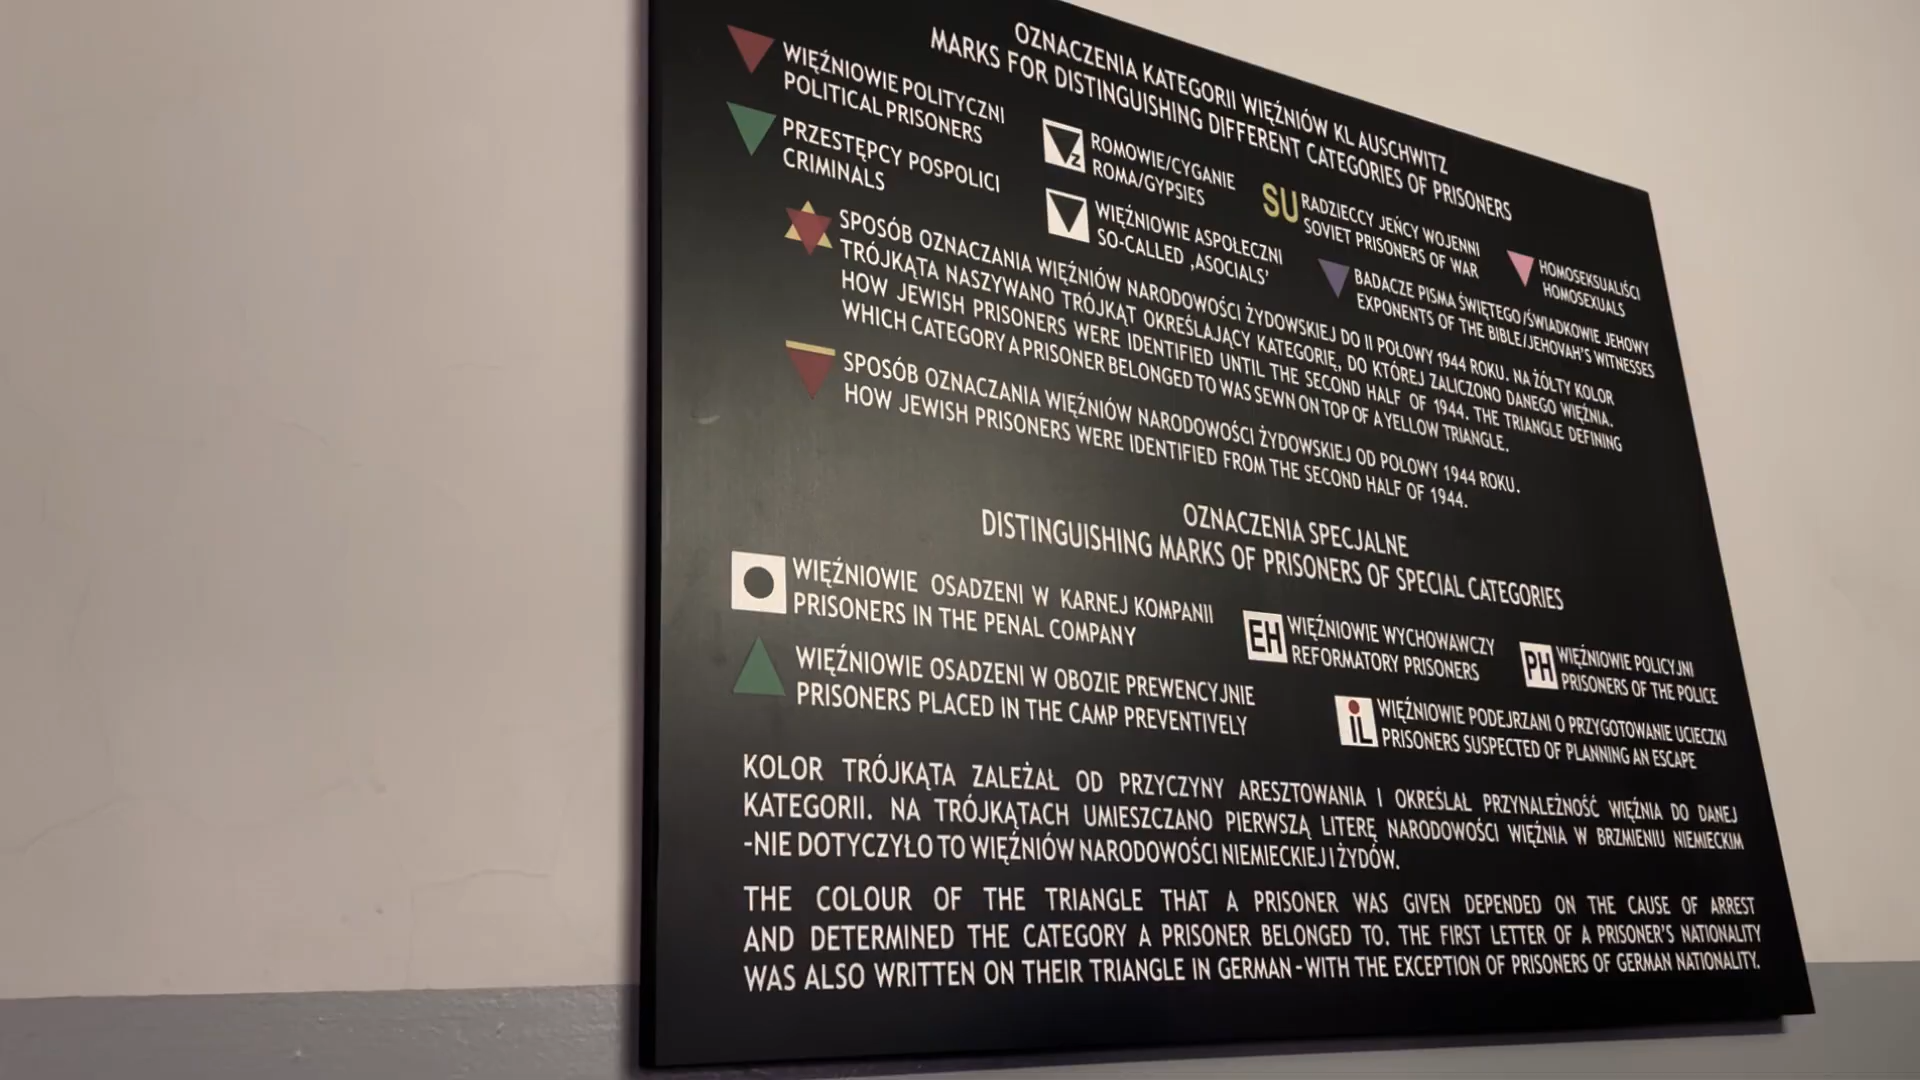 OZNACZENIA KATEGORII WIĘŹNIÓW KL AUSCHWITZ
MARKS FOR DISTINGUISHING DIFFERENT CATEGORIES OF PRISONERS
WIĘŹNIOWIE POLITYCZNI
POLITICAL PRISONERS
PRZESTĘPCY POSPOLICI
CRIMINALS
Z
ROMOWIE/CYGANIE
ROMA/GYPSIES
WIĘŹNIOWIE ASPOŁECZNI
SO-CALLED ‚ASOCIALS'
SU
RADZIECCY JEŃCY WOJENNI
SOVIET PRISONERS OF WAR
BADACZE PISMA ŚWIĘTEGO/ŚWIADKOWIE JEHOWY
EXPONENTS OF THE BIBLE/JEHOVAH'S WITNESSES
HOMOSEKSUALIŚCI
HOMOSEXUALS
SPOSÓB OZNACZANIA WIĘŹNIÓW NARODOWOŚCI ŻYDOWSKIEJ DO II POŁOWY 1944 ROKU. NA ŻÓŁTY KOLOR
TRÓJKĄTA NASZYWANO TRÓJKĄT OKREŚLAJĄCY KATEGORIĘ, DO KTÓREJ ZALICZONO DANEGO WIĘŹNIA.
HOW JEWISH PRISONERS WERE IDENTIFIED UNTIL THE SECOND HALF OF 1944. THE TRIANGLE DEFINING
WHICH CATEGORY A PRISONER BELONGED TO WAS SEWN ON TOP OF A YELLOW TRIANGLE.
SPOSÓB OZNACZANIA WIĘŹNIÓW NARODOWOŚCI ŻYDOWSKIEJ OD POŁOWY 1944 ROKU.
HOW JEWISH PRISONERS WERE IDENTIFIED FROM THE SECOND HALF OF 1944.
OZNACZENIA SPECJALNE
DISTINGUISHING MARKS OF PRISONERS OF SPECIAL CATEGORIES
WIĘŹNIOWIE OSADZENI W KARNEJ KOMPANII
PRISONERS IN THE PENAL COMPANY
WIĘŹNIOWIE OSADZENI W OBOZIE PREWENCYJNIE
PRISONERS PLACED IN THE CAMP PREVENTIVELY
EH
WIĘŹNIOWIE WYCHOWAWCZY
REFORMATORY PRISONERS
PH
WIĘŹNIOWIE POLICYJNI
PRISONERS OF THE POLICE
iL
WIĘŹNIOWIE PODEJRZANI O PRZYGOTOWANIE UCIECZKI
PRISONERS SUSPECTED OF PLANNING AN ESCAPE
KOLOR TRÓJKĄTA ZALEŻAŁ OD PRZYCZYNY ARESZTOWANIA I OKREŚLAŁ PRZYNALEŻNOŚĆ WIĘŹNIA DO DANEJ
KATEGORII. NA TRÓJKĄTACH UMIESZCZANO PIERWSZĄ LITERĘ NARODOWOŚCI WIĘŹNIA W BRZMIENIU NIEMIECKIM
-NIE DOTYCZYŁO TO WIĘŹNIÓW NARODOWOŚCI NIEMIECKIEJ I ŻYDÓW.
THE COLOUR OF THE TRIANGLE THAT A PRISONER WAS GIVEN DEPENDED ON THE CAUSE OF ARREST
AND DETERMINED THE CATEGORY A PRISONER BELONGED TO. THE FIRST LETTER OF A PRISONER'S NATIONALITY
WAS ALSO WRITTEN ON THEIR TRIANGLE IN GERMAN - WITH THE EXCEPTION OF PRISONERS OF GERMAN NATIONALITY.